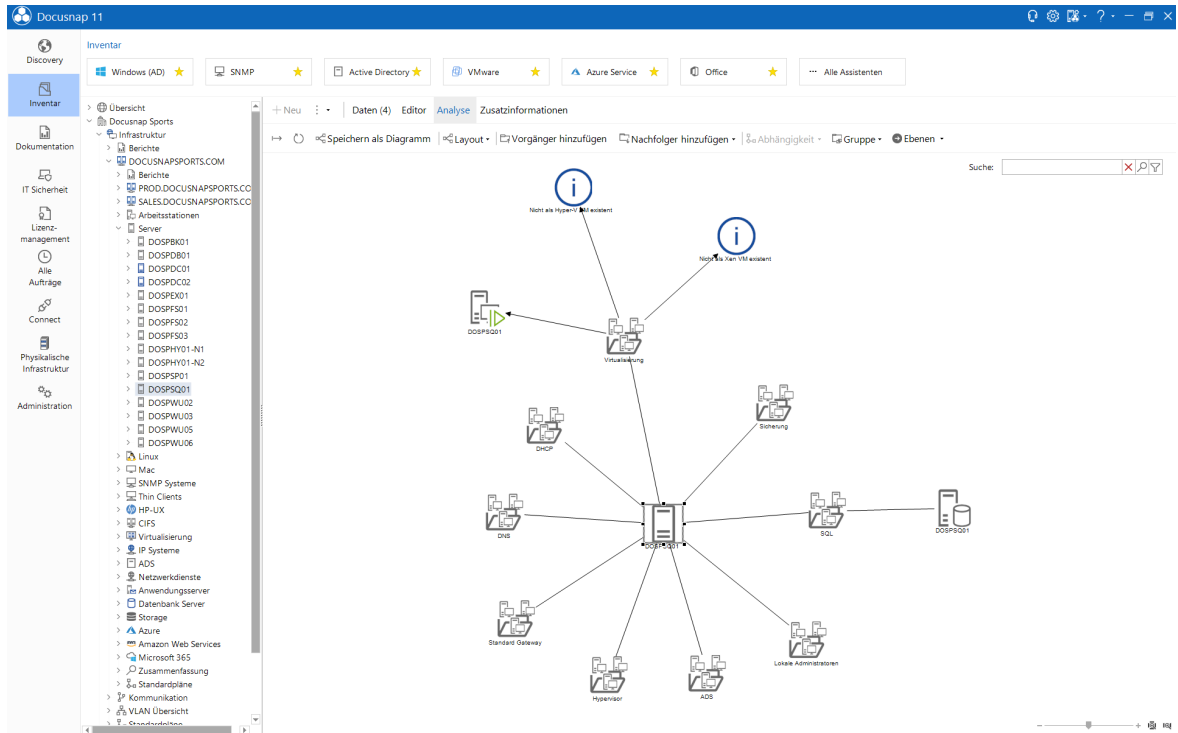 Docusnap 11
Discovery
Inventar
Dokumentation
IT Sicherheit
Lizenz-
management
Alle
Aufträge
Connect
Physikalische
Infrastruktur
Administration
Inventar
Windows (AD)
SNMP
Active Directory
VMware
Azure Service
Office
Alle Assistenten
Übersicht
Docusnap Sports
Infrastruktur
Berichte
DOCUSNAPSPORTS.COM
Berichte
PROD.DOCUSNAPSPORTS.CO
SALES.DOCUSNAPSPORTS.CO
Arbeitsstationen
Server
DOSPBK01
DOSPDB01
DOSPDC01
DOSPDC02
DOSPEX01
DOSPFS01
DOSPFS02
DOSPFS03
DOSPHY01-N1
DOSPHY01-N2
DOSPSP01
DOSPSQ01
DOSPWU02
DOSPWU03
DOSPWU05
DOSPWU06
Linux
Mac
SNMP Systeme
Thin Clients
HP-UX
CIFS
Virtualisierung
IP Systeme
ADS
Netzwerkdienste
Anwendungsserver
Datenbank Server
Storage
Azure
Amazon Web Services
Microsoft 365
Zusammenfassung
Standardpläne
Kommunikation
VLAN Übersicht
Standardpläne
+ Neu Daten (4) Editor Analyse Zusatzinformationen
Speichern als Diagramm Layout Vorgänger hinzufügen Nachfolger hinzufügen Abhängigkeit Gruppe Ebenen
Suche:
Nicht als Hyper-V VM existent
Nicht als Xen VM existent
DOSPSQ01
Virtualisierung
Sicherung
DHCP
DNS
SQL
DOSPSQ01
DOSPSQ01
Standard Gateway
Lokale Administratoren
Hypervisor
ADS